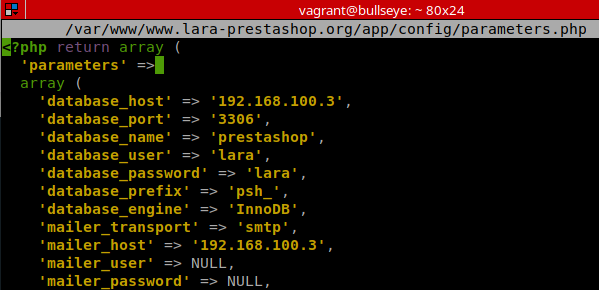 vagrant@bullseye: ~ 80x24
/var/www/www.lara-prestashop.org/app/config/parameters.php
<?php return array (
  'parameters' =>
  array (
    'database_host' => '192.168.100.3',
    'database_port' => '3306',
    'database_name' => 'prestashop',
    'database_user' => 'lara',
    'database_password' => 'lara',
    'database_prefix' => 'psh_',
    'database_engine' => 'InnoDB',
    'mailer_transport' => 'smtp',
    'mailer_host' => '192.168.100.3',
    'mailer_user' => NULL,
    'mailer_password' => NULL,